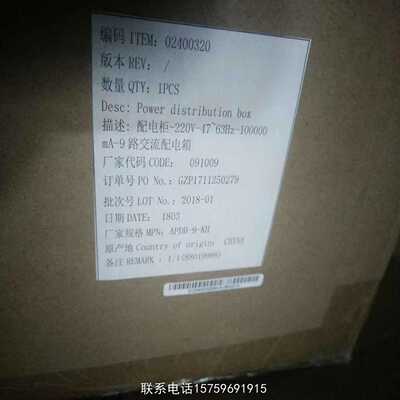 编码 ITEM: 02400320
版本 REV: /
数量 QTY: 1PCS
Desc: Power distribution box
描述: 配电柜-220V-47~63Hz-100000
mA-9 路交流配电箱
厂家代码 CODE: 091009
订单号 PO No.: GZP1711250279
批次号 LOT No.: 2018-01
日期 DATE: 1803
厂家规格 MPN: APDB-9-KH
原产地 Country of origin CHINA
备注 REMARK : 1/1(88019898)
联系电话15759691915